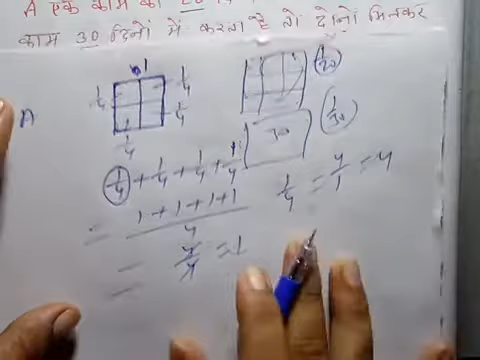 A एक काम को 20 दि
काम 30 दिनों में करता है तो दोनों मिलकर
1
1/4 1/4
1/4
1/4
1/20
A
30
1/30
1/4 + 1/4 + 1/4 + 1/4
= 1+1+1+1/4
1/4 = 4/1 = 4
= 4/4 = 1
=